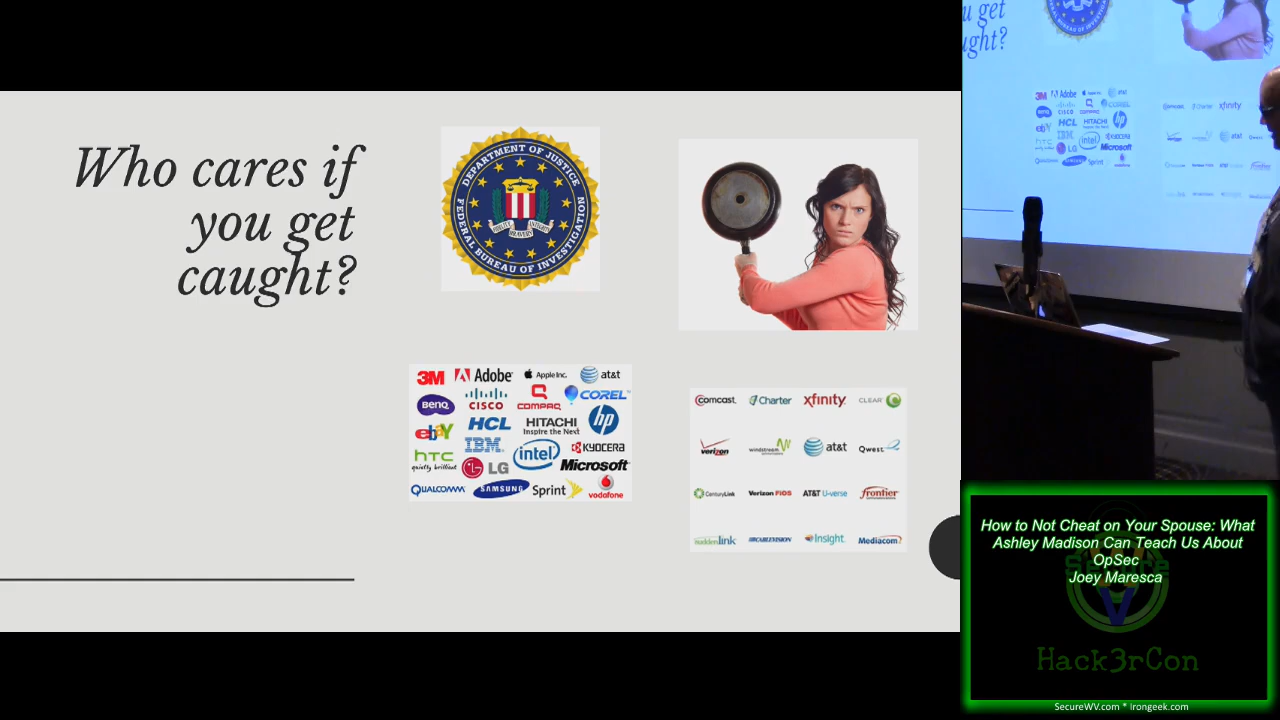 Who cares if
you get
caught?
DEPARTMENT OF JUSTICE
FEDERAL BUREAU OF INVESTIGATION
3M Adobe Apple Inc. at&t
BenQ CISCO COMPAQ COREL
ebY HCL HITACHI hp
Inspire the Next
IBM intel KYOCERA
htc LG Microsoft
quietly brilliant
QUALCOMM SAMSUNG Sprint vodafone
comcast Charter xfinity CLEAR
verizon windstream at&t Qwest
CenturyLink Verizon FiOS AT&T U-verse frontier
suddenlink CABLEVISION Insight Mediacom
u get
ught?
How to Not Cheat on Your Spouse: What
Ashley Madison Can Teach Us About
OpSec
Joey Maresca
Hack3rCon
SecureWV.com * Irongeek.com